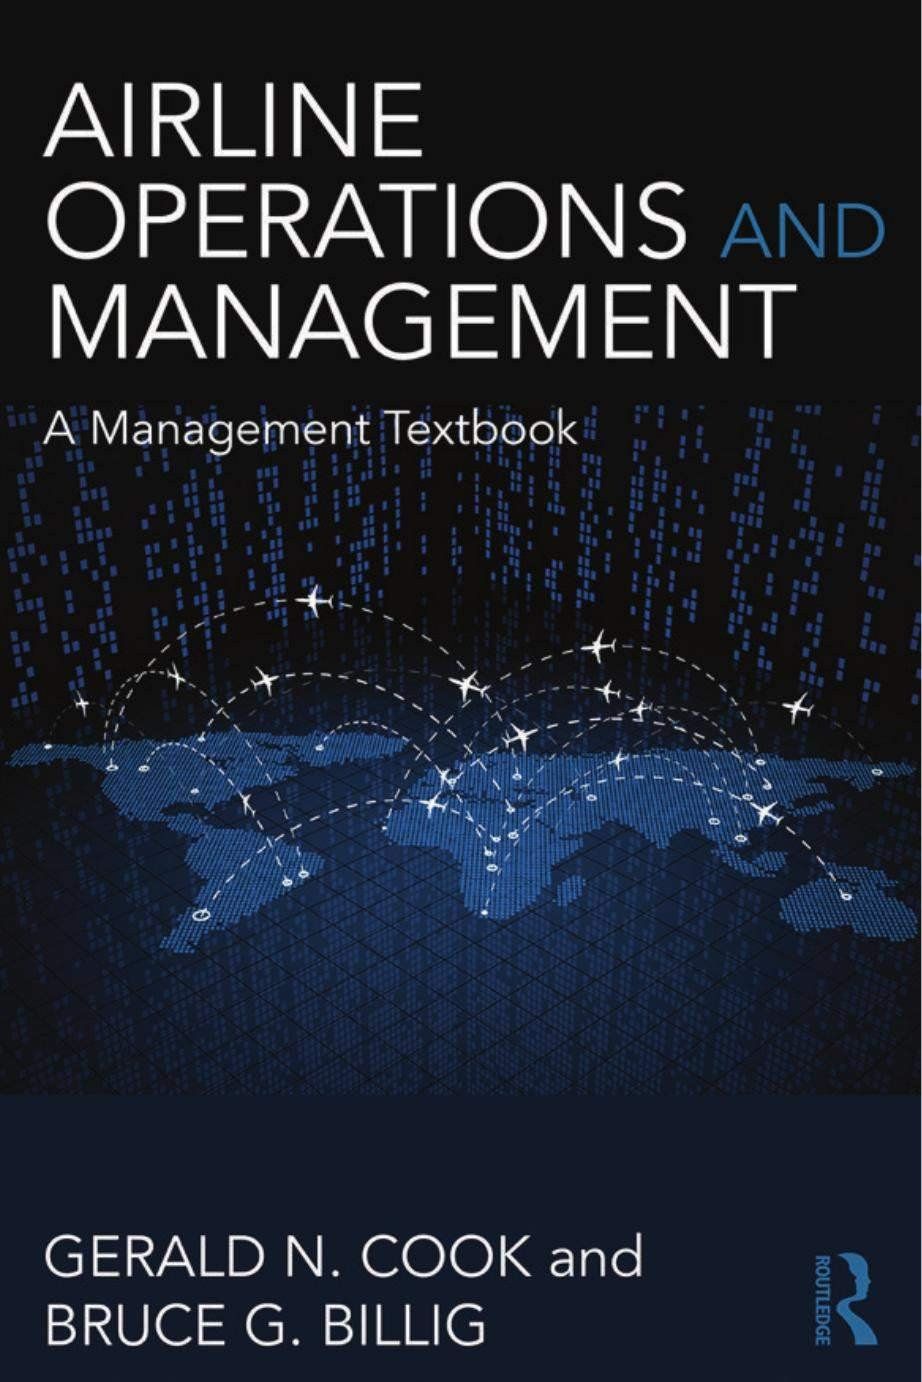 AIRLINE
OPERATIONS AND
MANAGEMENT
A Management Textbook
GERALD N. COOK and
BRUCE G. BILLIG
ROUTLEDGE